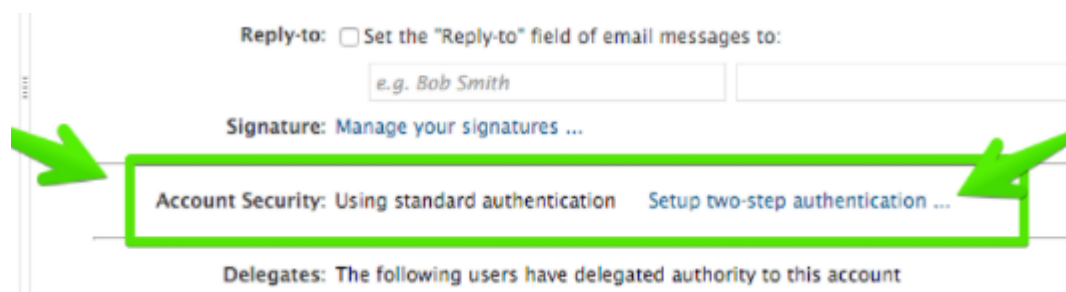 Reply-to: Set the "Reply-to" field of email messages to:
e.g. Bob Smith
Signature: Manage your signatures ...
Account Security: Using standard authentication Setup two-step authentication ...
Delegates: The following users have delegated authority to this account